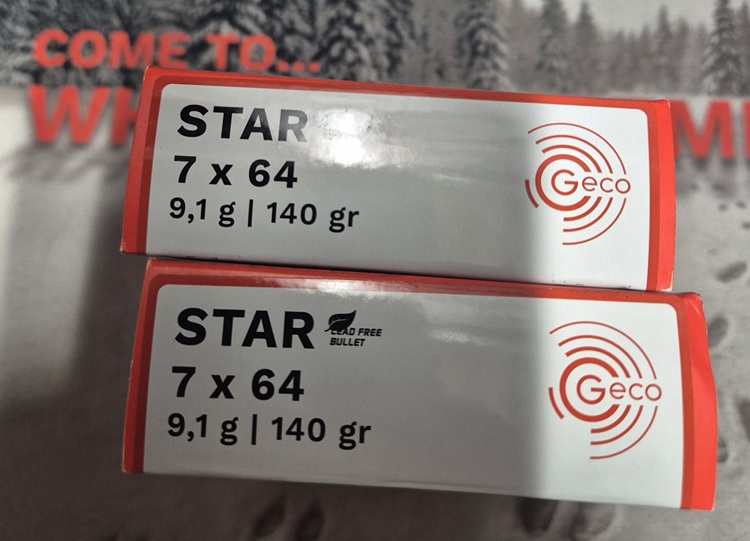 COME TO...
STAR
7 x 64
9,1 g | 140 gr
Geco
STAR
LEAD FREE
BULLET
7 x 64
9,1 g | 140 gr
Geco